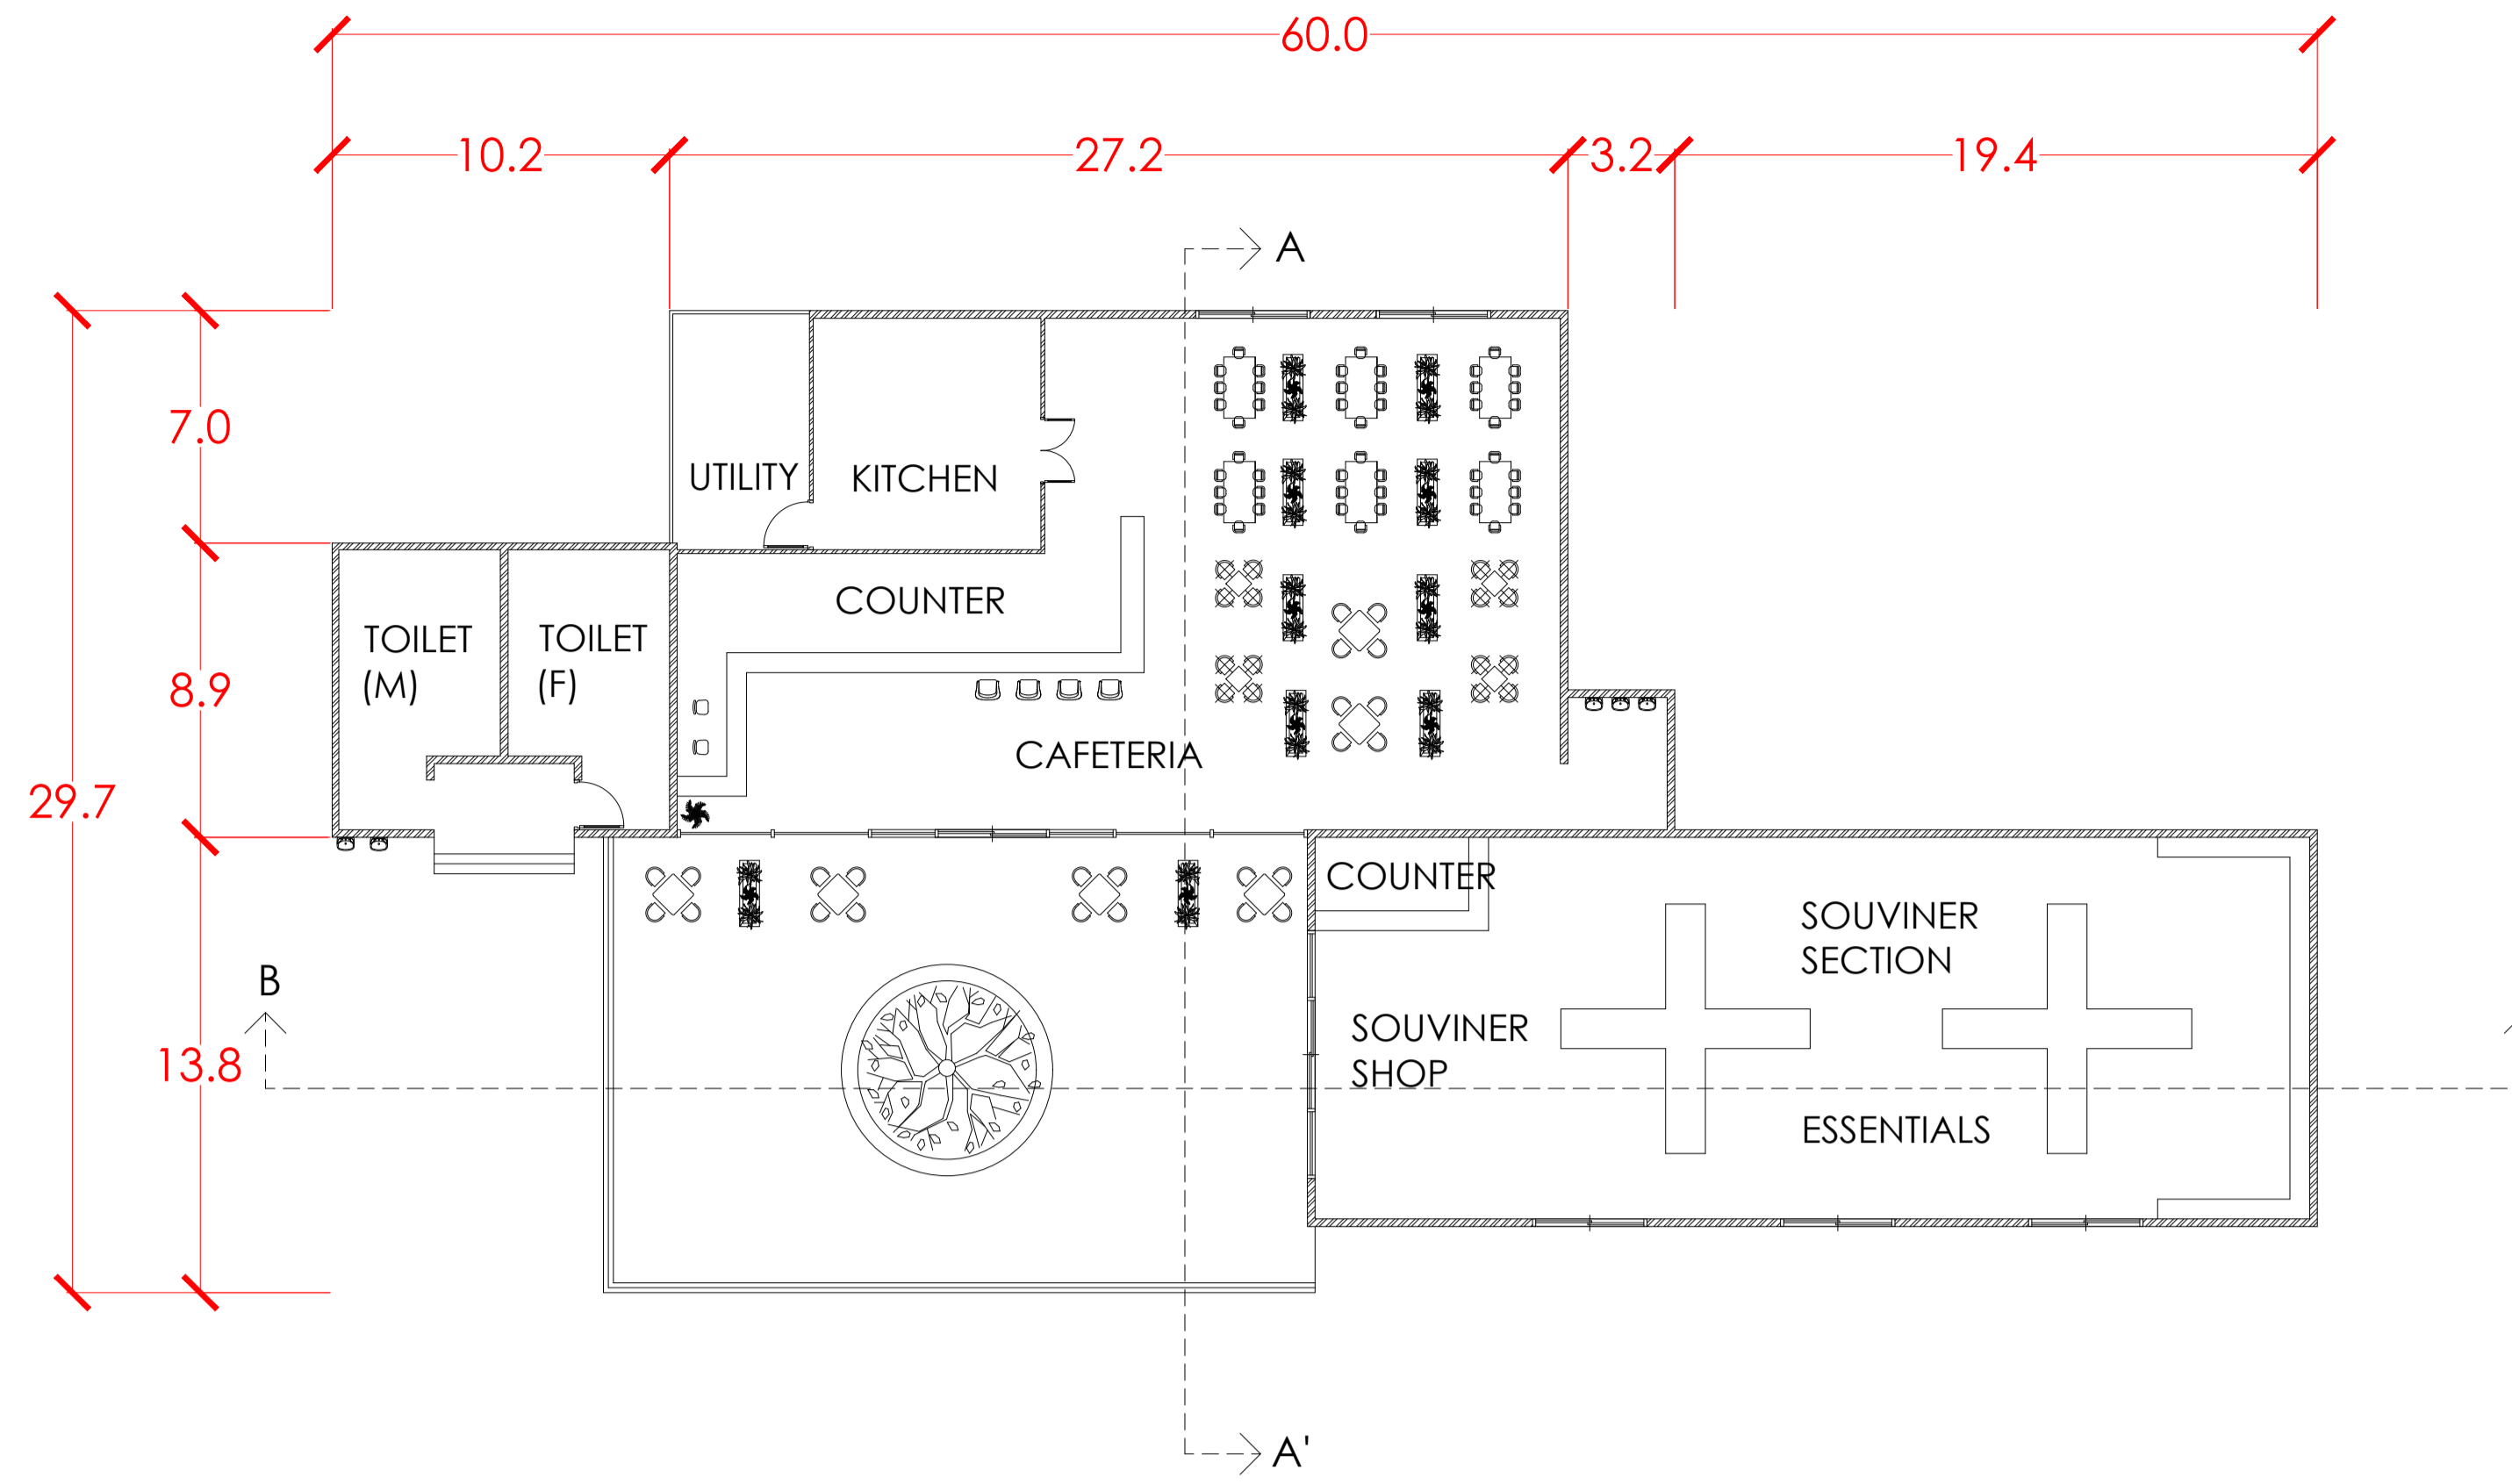 60.0
10.2
27.2
3.2
19.4
A
7.0
UTILITY
KITCHEN
COUNTER
TOILET
(M)
TOILET
(F)
8.9
CAFETERIA
29.7
COUNTER
SOUVINER
SECTION
B
SOUVINER
SHOP
13.8
ESSENTIALS
A'